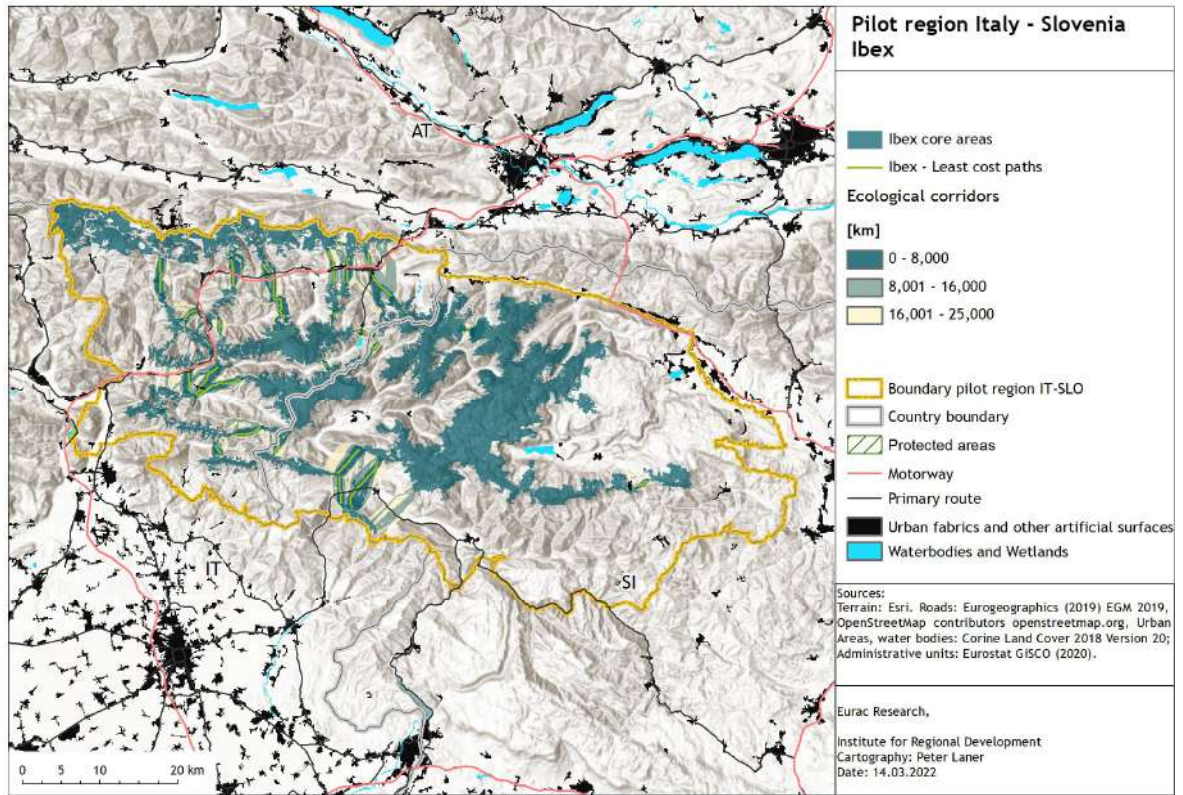 Pilot region Italy - Slovenia
Ibex
Ibex core areas
Ibex - Least cost paths
Ecological corridors
[km]
0 - 8,000
8,001 - 16,000
16,001 - 25,000
Boundary pilot region IT-SLO
Country boundary
Protected areas
Motorway
Primary route
Urban fabrics and other artificial surfaces
Waterbodies and Wetlands
Sources:
Terrain: Esri. Roads: Eurogeographics (2019) EGM 2019,
OpenStreetMap contributors openstreetmap.org, Urban
Areas, water bodies: Corine Land Cover 2018 Version 20;
Administrative units: Eurostat GISCO (2020).
Eurac Research,
Institute for Regional Development
Cartography: Peter Laner
Date: 14.03.2022
AT
IT
SI
0 5 10 20 km